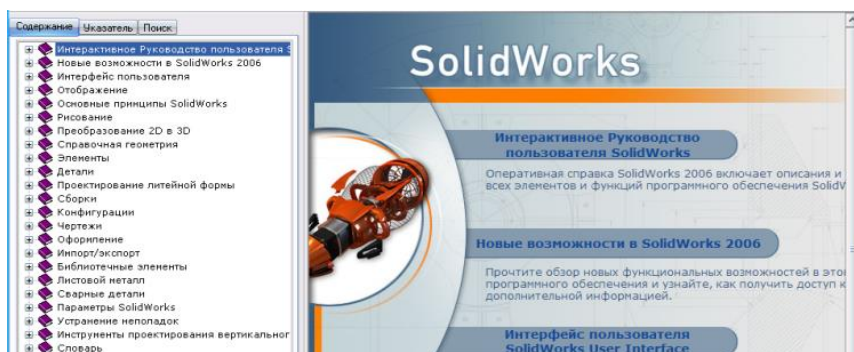 Содержание Указатель Поиск
Интерактивное Руководство пользователя S
Новые возможности в SolidWorks 2006
Интерфейс пользователя
Отображение
Основные принципы SolidWorks
Рисование
Преобразование 2D в 3D
Справочная геометрия
Элементы
Детали
Проектирование литейной формы
Сборки
Конфигурации
Чертежи
Оформление
Импорт/экспорт
Библиотечные элементы
Листовой металл
Сварные детали
Параметры SolidWorks
Устранение неполадок
Инструменты проектирования вертикальног
Словарь
SolidWorks
Интерактивное Руководство
пользователя SolidWorks
Оперативная справка SolidWorks 2006 включает описания и
всех элементов и функций программного обеспечения SolidW
Новые возможности в SolidWorks 2006
Прочтите обзор новых функциональных возможностей в этой
программного обеспечения и узнайте, как получить доступ к
дополнительной информацией.
Интерфейс пользователя
SolidWorks User Interface